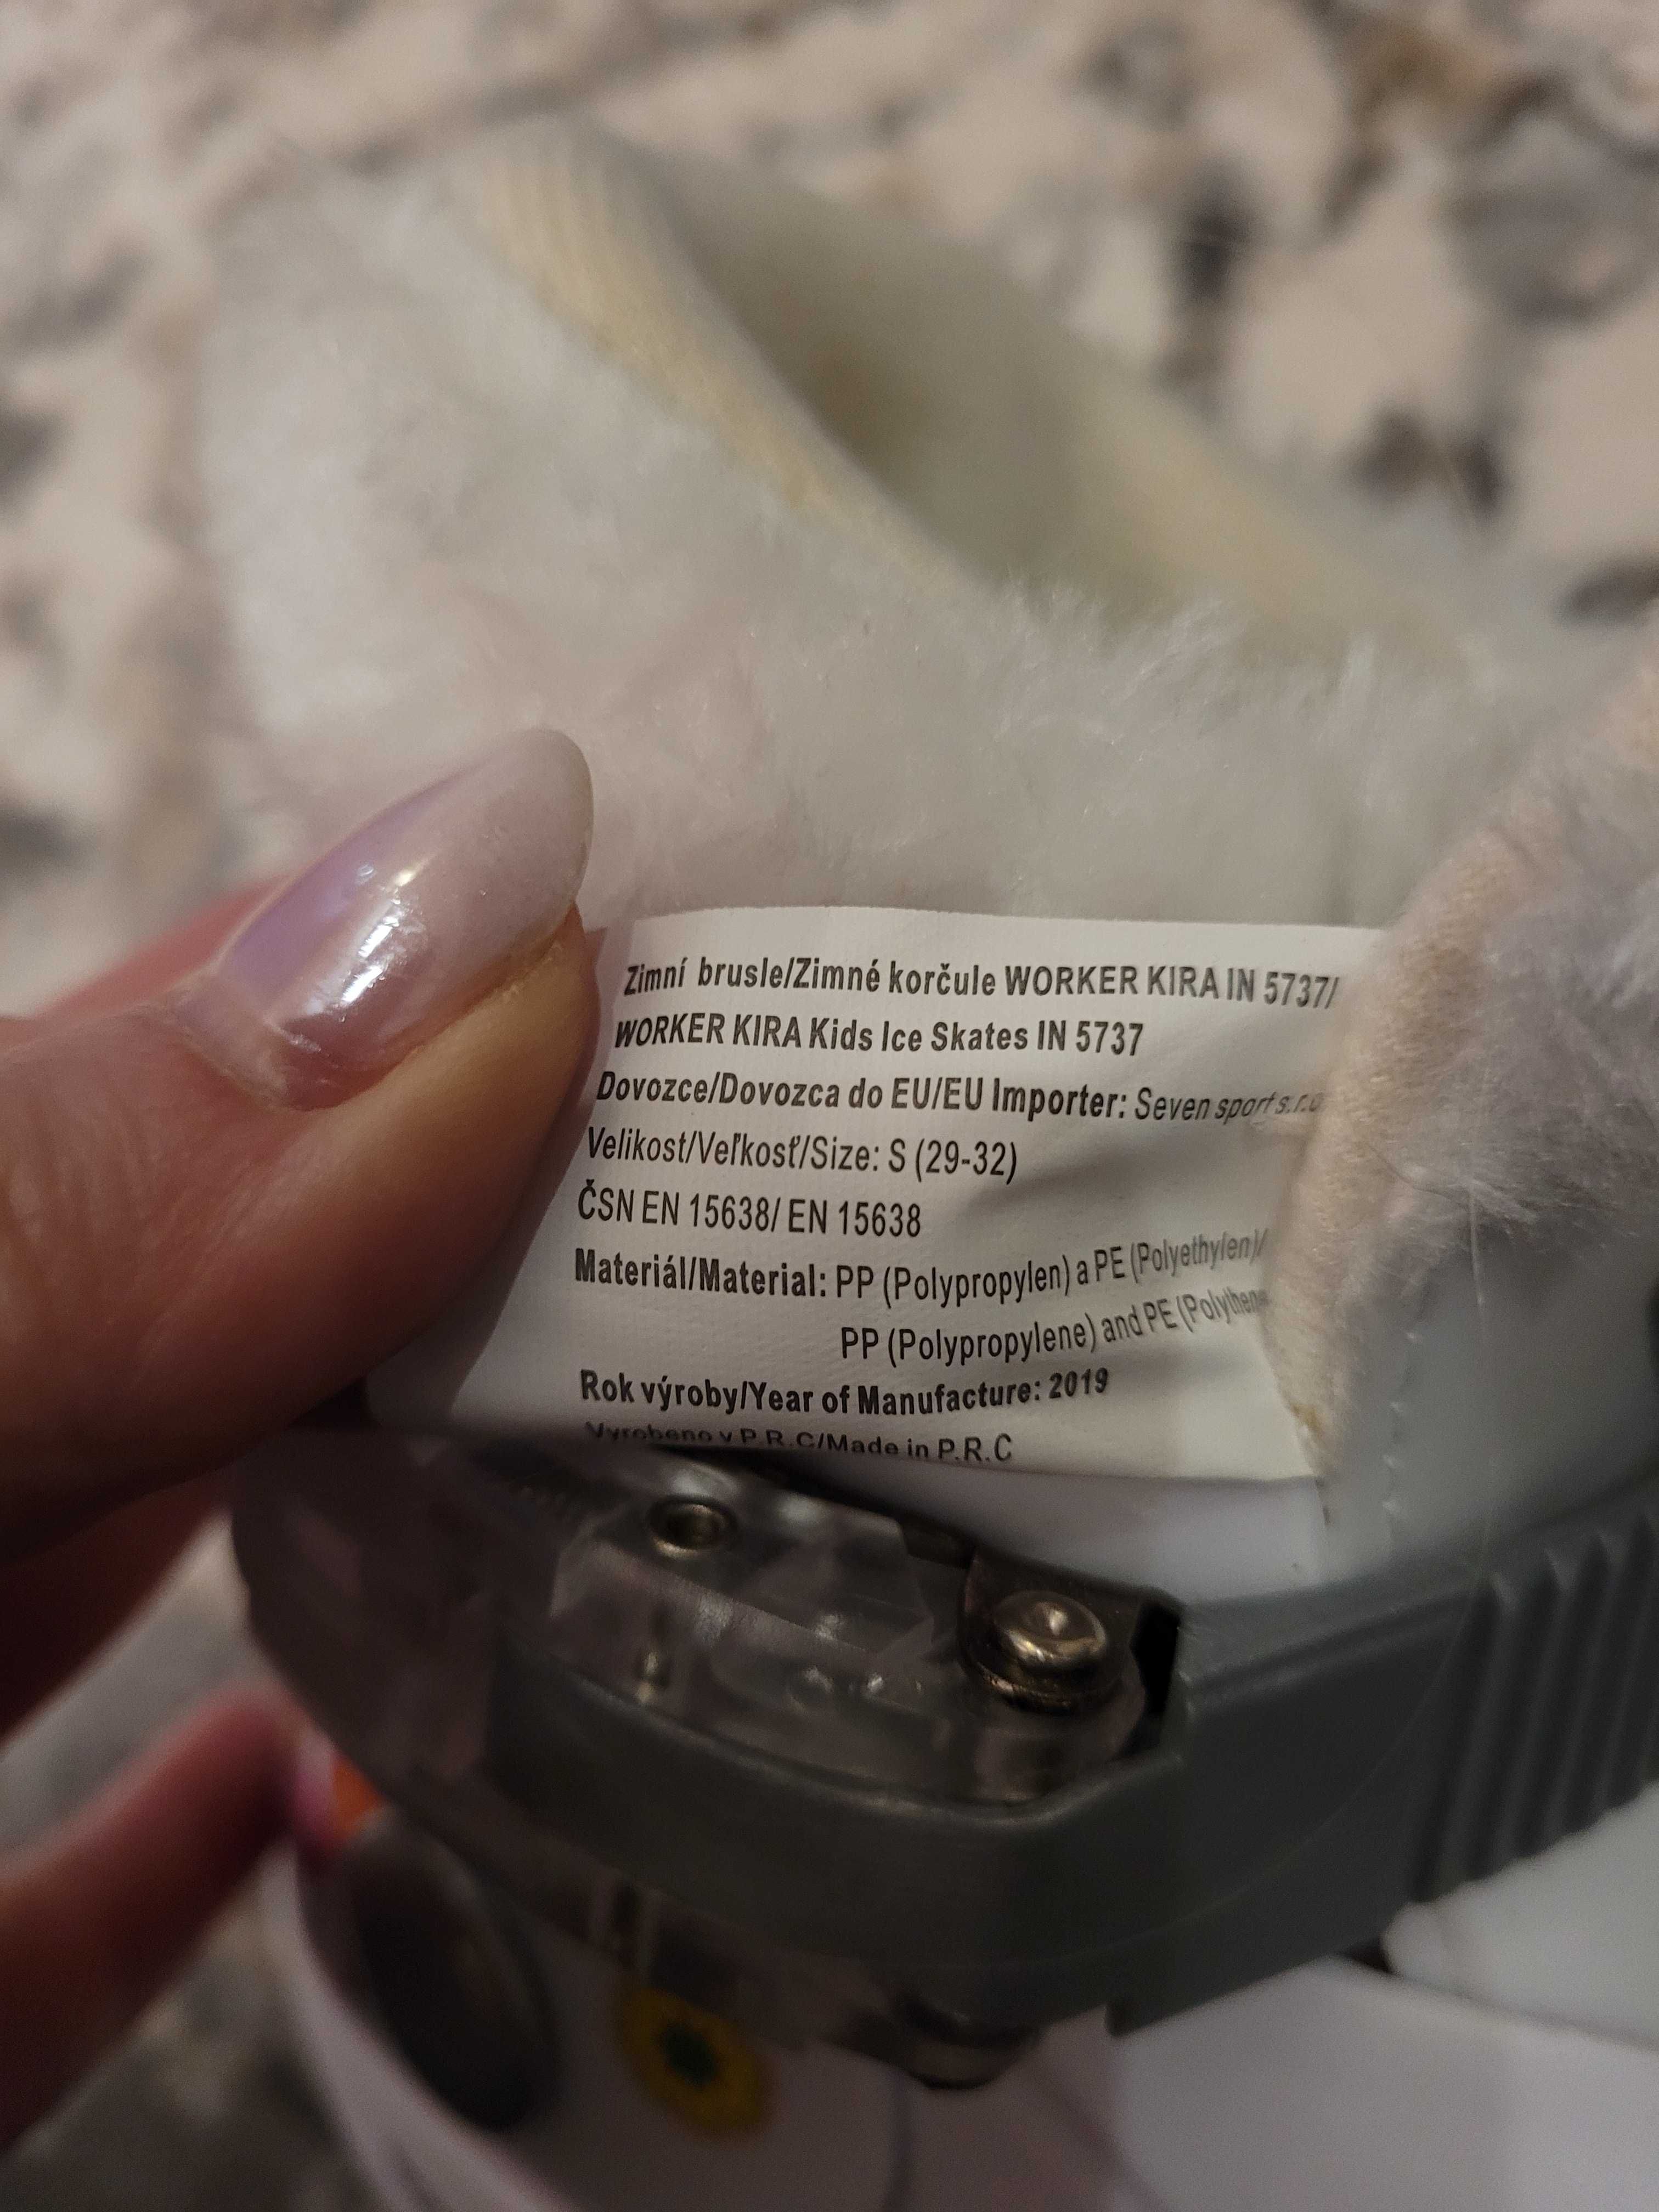 Zimní brusle/Zimné korčule WORKER KIRA IN 5737/
WORKER KIRA Kids Ice Skates IN 5737
Dovozce/Dovozca do EU/EU Importer: Seven sport s.r.o
Velikost/Veľkosť/Size: S (29-32)
ČSN EN 15638/ EN 15638
Materiál/Material: PP (Polypropylen) a PE (Polyethylen)/
PP (Polypropylene) and PE (Polythene
Rok výroby/Year of Manufacture: 2019
Vyrobeno v P.R.C/Made in P.R.C